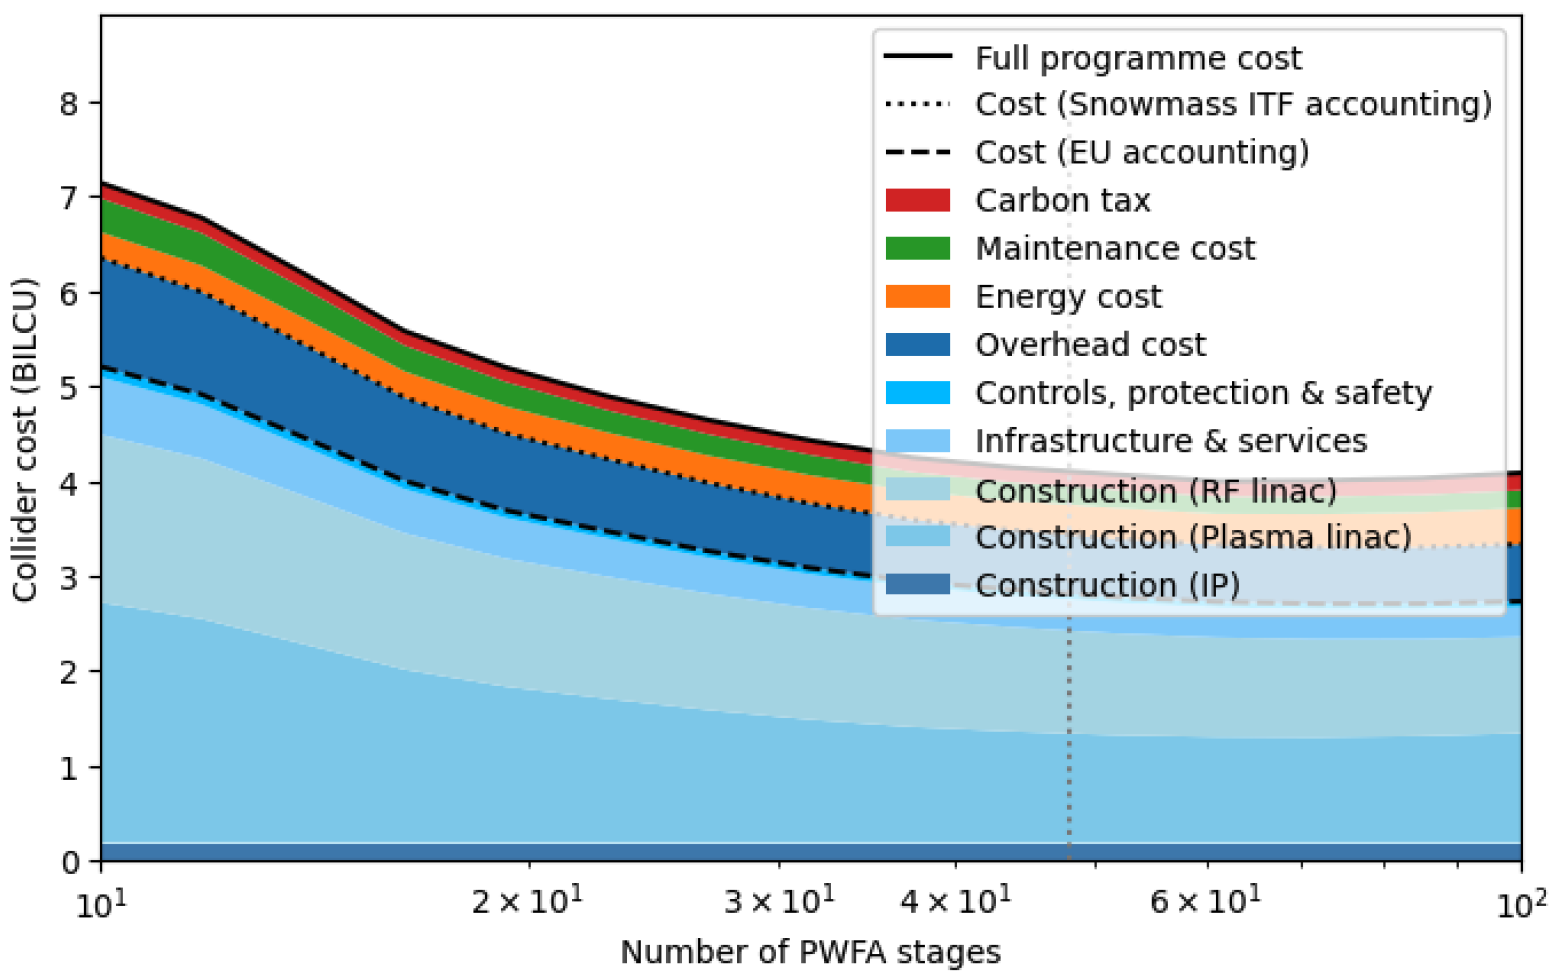 Full programme cost
Cost (Snowmass ITF accounting)
Cost (EU accounting)
Carbon tax
Maintenance cost
Energy cost
Overhead cost
Controls, protection & safety
Infrastructure & services
Construction (RF linac)
Construction (Plasma linac)
Construction (IP)
Collider cost (BILCU)
8
7
6
5
4
3
2
1
0
10¹ 2 × 10¹ 3 × 10¹ 4 × 10¹ 6 × 10¹ 10²
Number of PWFA stages